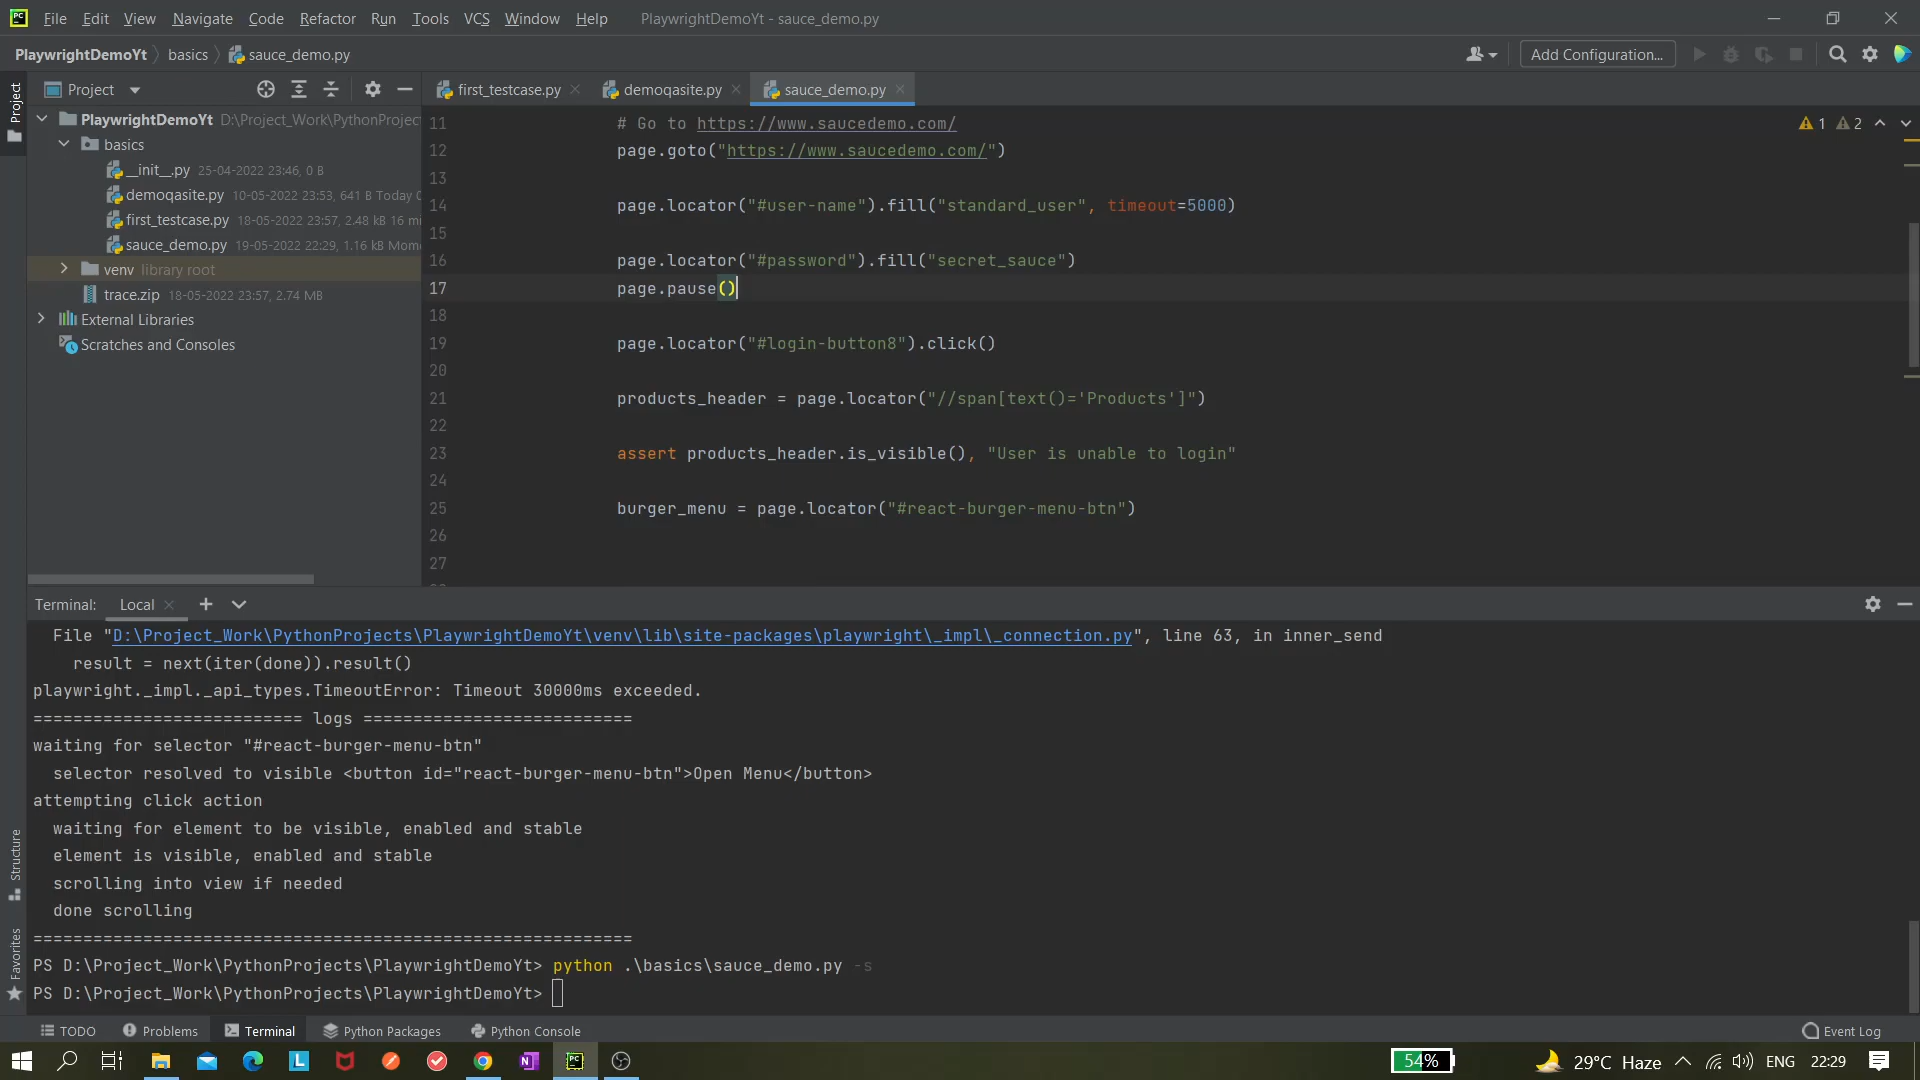 File Edit View Navigate Code Refactor Run Tools VCS Window Help PlaywrightDemoYt - sauce_demo.py
PlaywrightDemoYt basics sauce_demo.py Add Configuration...
Project
Project
first_testcase.py demoqasite.py sauce_demo.py
PlaywrightDemoYt D:\Project_Work\PythonProjec
basics
__init__.py 25-04-2022 23:46, 0 B
demoqasite.py 10-05-2022 23:53, 641 B Today
first_testcase.py 18-05-2022 23:57, 2.48 kB 16 mi
sauce_demo.py 19-05-2022 22:29, 1.16 kB Mome
venv library root
trace.zip 18-05-2022 23:57, 2.74 MB
External Libraries
Scratches and Consoles
1 2
11 # Go to https://www.saucedemo.com/
12 page.goto("https://www.saucedemo.com/")
13
14 page.locator("#user-name").fill("standard_user", timeout=5000)
15
16 page.locator("#password").fill("secret_sauce")
17 page.pause()
18
19 page.locator("#login-button8").click()
20
21 products_header = page.locator("//span[text()='Products']")
22
23 assert products_header.is_visible(), "User is unable to login"
24
25 burger_menu = page.locator("#react-burger-menu-btn")
26
27
Terminal: Local
File "D:\Project_Work\PythonProjects\PlaywrightDemoYt\venv\lib\site-packages\playwright\_impl\_connection.py", line 63, in inner_send
result = next(iter(done)).result()
playwright._impl._api_types.TimeoutError: Timeout 30000ms exceeded.
=========================== logs ===========================
waiting for selector "#react-burger-menu-btn"
selector resolved to visible <button id="react-burger-menu-btn">Open Menu</button>
attempting click action
waiting for element to be visible, enabled and stable
element is visible, enabled and stable
scrolling into view if needed
done scrolling
============================================================
PS D:\Project_Work\PythonProjects\PlaywrightDemoYt> python .\basics\sauce_demo.py -s
PS D:\Project_Work\PythonProjects\PlaywrightDemoYt>
Structure
Favorites
TODO Problems Terminal Python Packages Python Console Event Log
54% 29°C Haze ENG 22:29